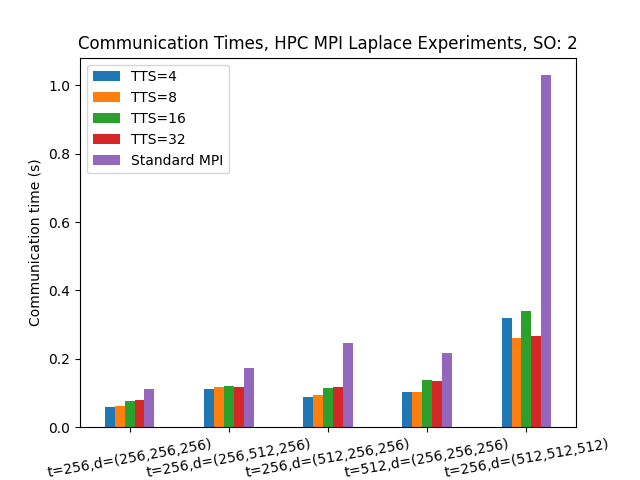 Communication Times, HPC MPI Laplace Experiments, SO: 2
TTS=4
TTS=8
TTS=16
TTS=32
Standard MPI
Communication time (s)
1.0
0.8
0.6
0.4
0.2
0.0
t=256,d=(256,256,256)
t=256,d=(256,512,256)
t=256,d=(512,256,256)
t=512,d=(256,256,256)
t=256,d=(512,512,512)